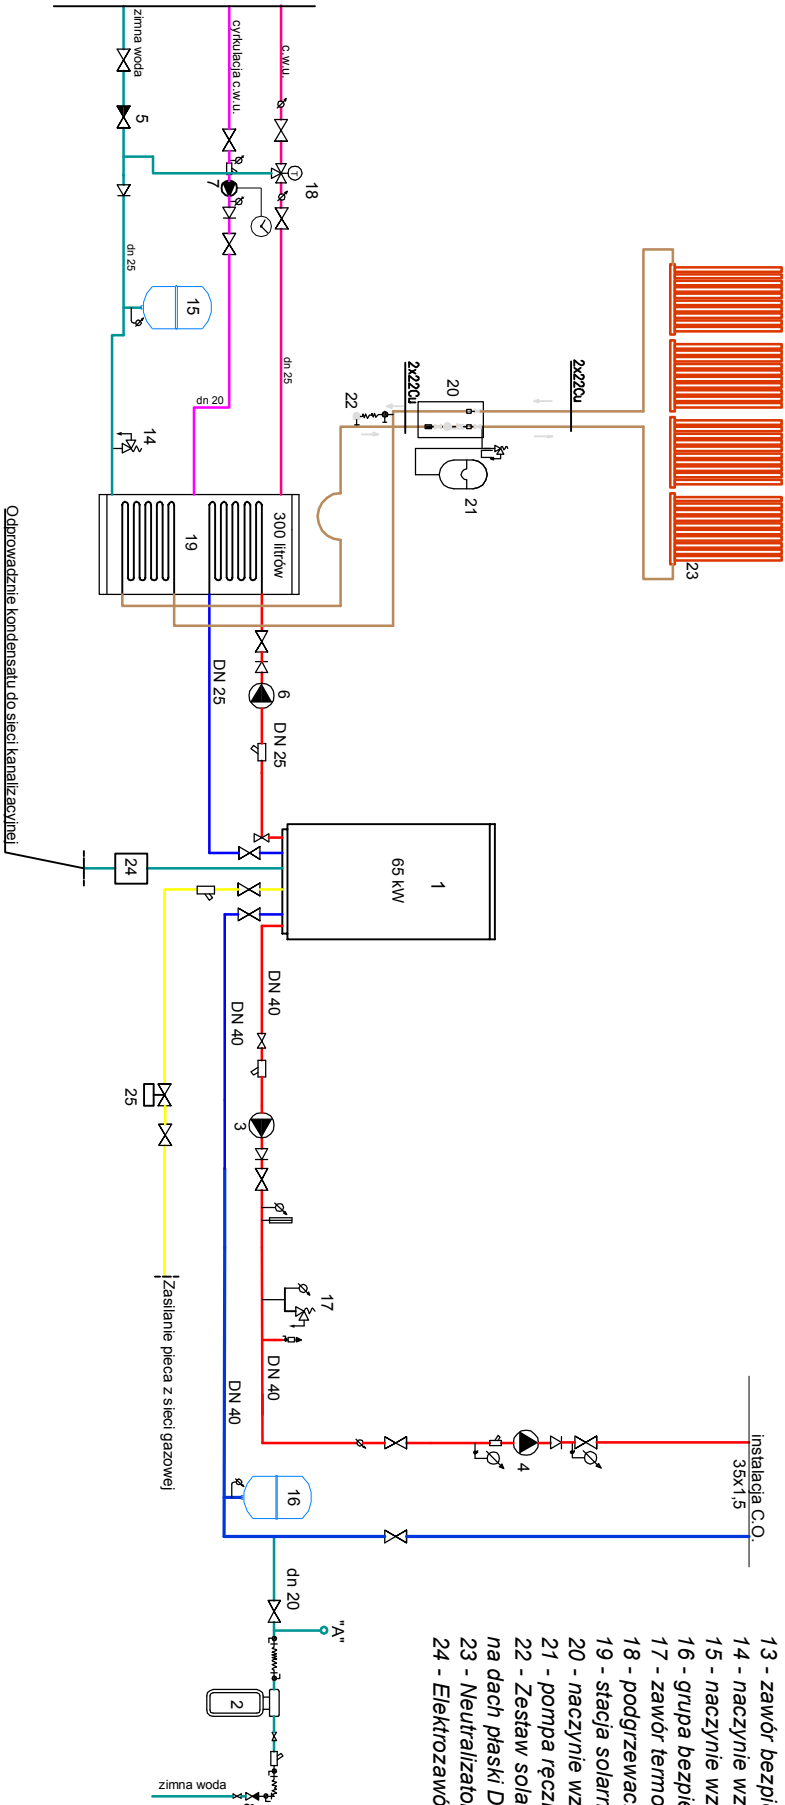 zimna woda
cyrkulacja c.w.u.
c.w.u.
5
7
18
T
dn 25
15
dn 20
dn 25
14
300 litrów
19
22
2x22Cu
20
21
2x22Cu
23
DN 25
6
DN 25
Odprowadznie kondensatu do sieci kanalizacyjnej
24
1
65 kW
DN 40
DN 40
25
3
Zasilanie pieca z sieci gazowej
17
DN 40
DN 40
16
4
instalacja C.O.
35x1,5
dn 20
"A"
2
zimna woda
13 - zawór bezpie
14 - naczynie wz
15 - naczynie wz
16 - grupa bezpie
17 - zawór termo
18 - podgrzewac
19 - stacja solarn
20 - naczynie wz
21 - pompa ręcz
22 - Zestaw sola
na dach płaski D
23 - Neutralizato
24 - Elektrozawó